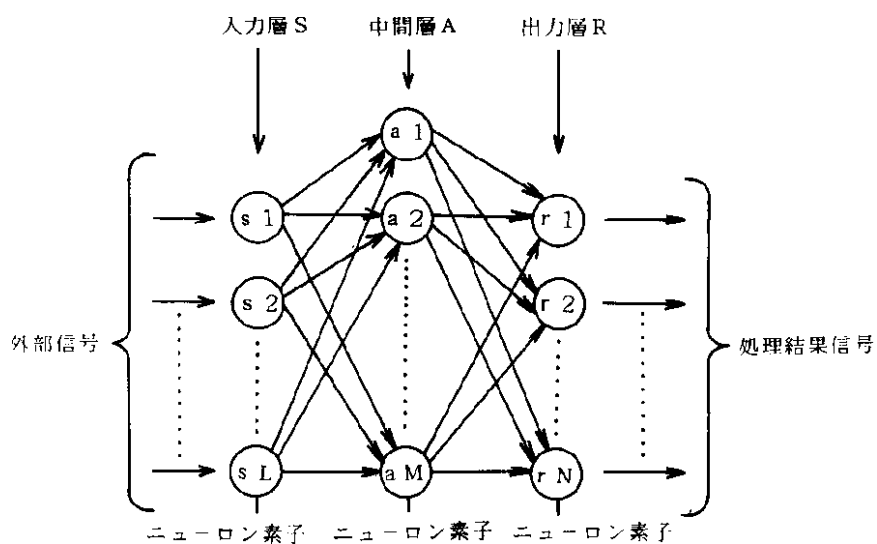 入力層S 中間層A 出力層R
a 1
s 1 a 2 r 1
s 2 r 2
外部信号 処理結果信号
s L a M r N
ニューロン素子 ニューロン素子 ニューロン素子